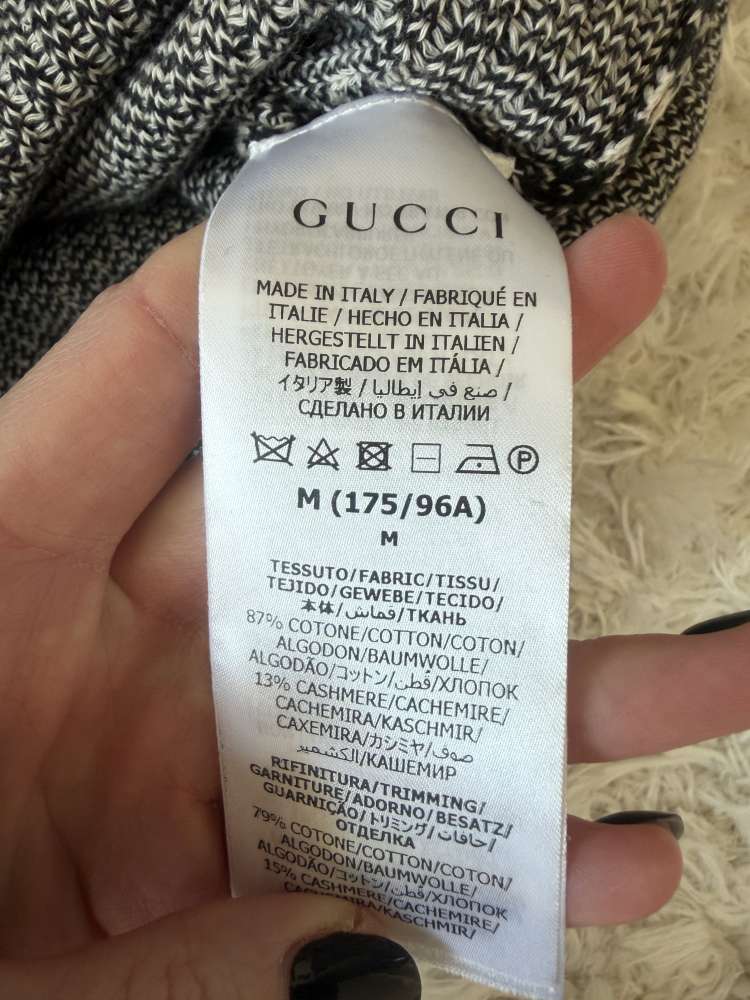 GUCCI
MADE IN ITALY / FABRIQUÉ EN
ITALIE / HECHO EN ITALIA /
HERGESTELLT IN ITALIEN /
FABRICADO EM ITÁLIA /
イタリア製 / صنع في إيطاليا /
СДЕЛАНО В ИТАЛИИ
P
M (175/96A)
M
TESSUTO/FABRIC/TISSU/
TEJIDO/GEWEBE/TECIDO/
本体/قماش/ТКАНЬ
87% COTONE/COTTON/COTON/
ALGODON/BAUMWOLLE/
ALGODÃO/コットン/قطن/ХЛОПОК
13% CASHMERE/CACHEMIRE/
CACHEMIRA/KASCHMIR/
CAXEMIRA/カシミヤ/صوف
الكشمير/КАШЕМИР
RIFINITURA/TRIMMING/
GARNITURE/ADORNO/BESATZ/
GUARNIÇÃO/トリミング/حافات/
ОТДЕЛКА
79% COTONE/COTTON/COTON/
ALGODON/BAUMWOLLE/
ALGODÃO/コットン/قطن/ХЛОПОК
15% CASHMERE/CACHEMIRE/
CACHEMIRA/KASCHMIR/